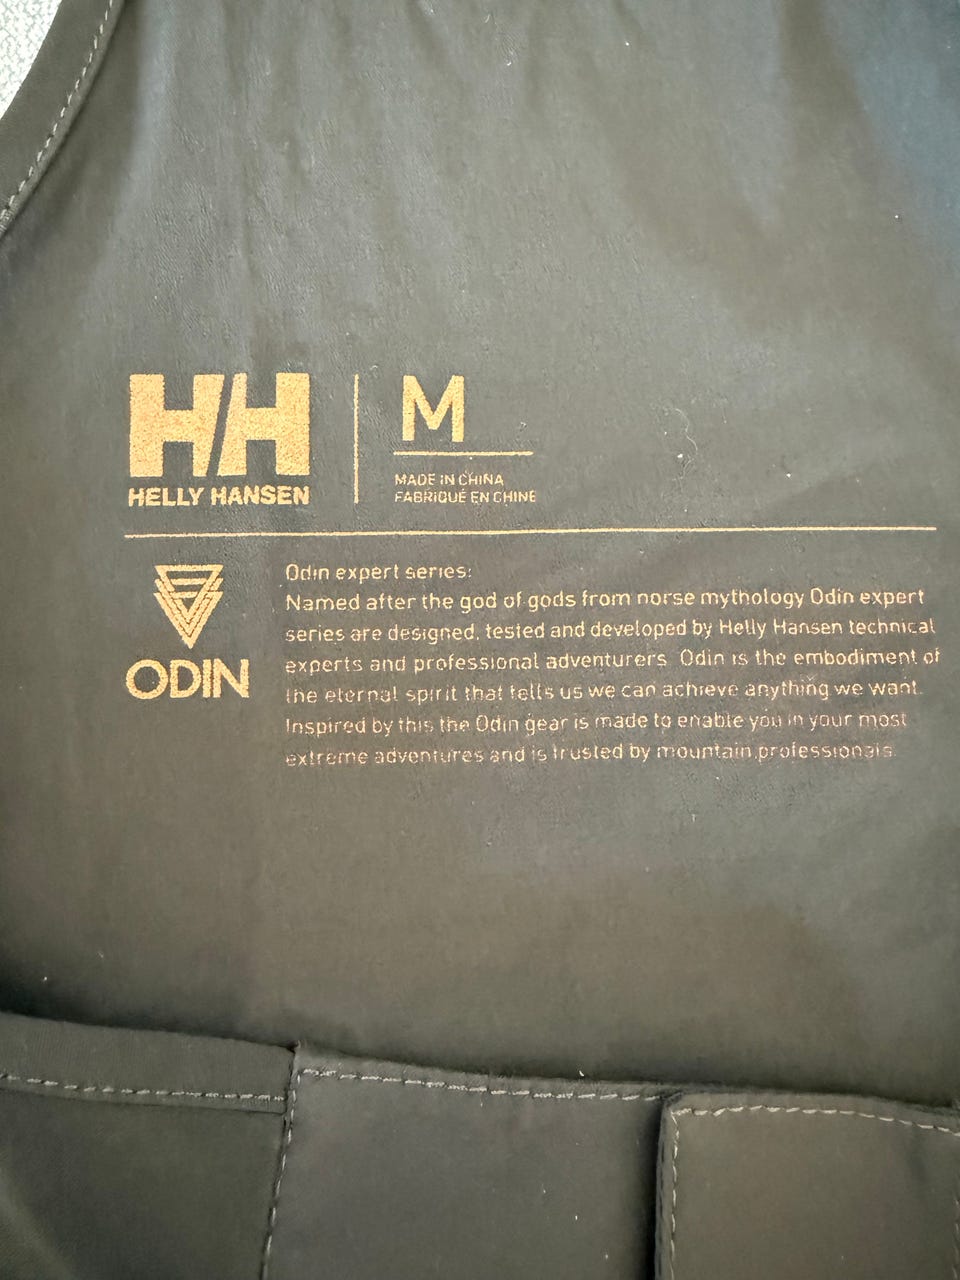 HH
HELLY HANSEN
M
MADE IN CHINA
FABRIQUÉ EN CHINE
ODIN
Odin expert series:
Named after the god of gods from norse mythology Odin expert
series are designed, tested and developed by Helly Hansen technical
experts and professional adventurers. Odin is the embodiment of
the eternal spirit that tells us we can achieve anything we want.
Inspired by this the Odin gear is made to enable you in your most
extreme adventures and is trusted by mountain professionals.